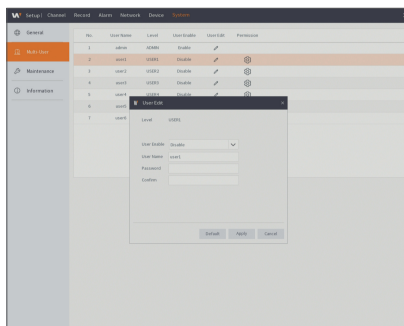 Setup| Channel Record Alarm Network Device System
General
Multi-User
Maintenance
Information
No. User Name Level User Enable User Edit Permission
1 admin ADMIN Enable
2 user1 USER1 Disable
3 user2 USER2 Disable
4 user3 USER3 Disable
5 user4 USER4 Disable
6 user5
7 user6
User Edit ×
Level USER1
User Enable Disable
User Name user1
Password
Confirm
Default Apply Cancel